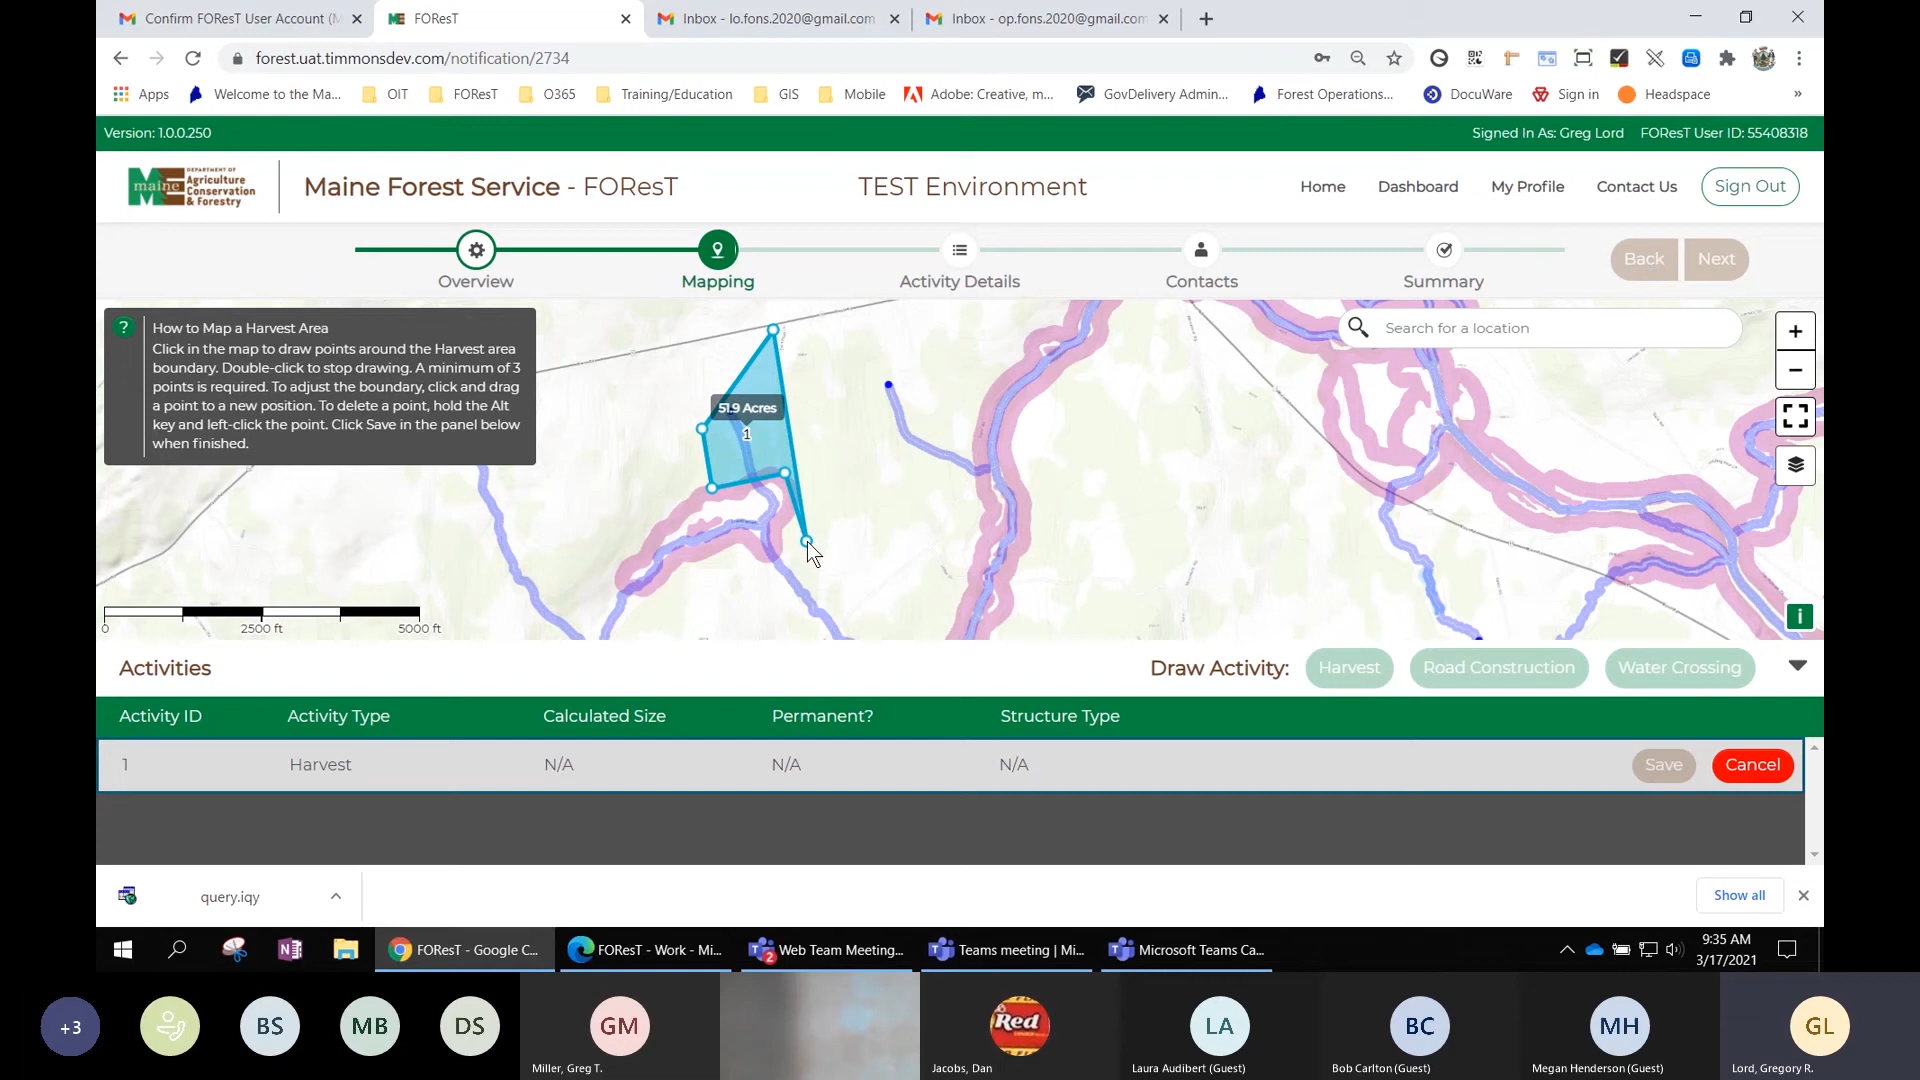 Confirm FOResT User Account (M
FOResT
Inbox - lo.fons.2020@gmail.com
Inbox - op.fons.2020@gmail.com
forest.uat.timmonsdev.com/notification/2734
Apps
Welcome to the Ma...
OIT
FOResT
O365
Training/Education
GIS
Mobile
Adobe: Creative, m...
GovDelivery Admin...
Forest Operations...
DocuWare
Sign in
Headspace
»
Version: 1.0.0.250
Signed In As: Greg Lord
FOResT User ID: 55408318
maine
DEPARTMENT OF
Agriculture
Conservation
& Forestry
Maine Forest Service - FOResT
TEST Environment
Home
Dashboard
My Profile
Contact Us
Sign Out
Overview
Mapping
Activity Details
Contacts
Summary
Back
Next
?
How to Map a Harvest Area
Click in the map to draw points around the Harvest area
boundary. Double-click to stop drawing. A minimum of 3
points is required. To adjust the boundary, click and drag
a point to a new position. To delete a point, hold the Alt
key and left-click the point. Click Save in the panel below
when finished.
Search for a location
+
−
51.9 Acres
1
i
0
2500 ft
5000 ft
Activities
Draw Activity:
Harvest
Road Construction
Water Crossing
Activity ID
Activity Type
Calculated Size
Permanent?
Structure Type
1
Harvest
N/A
N/A
N/A
Save
Cancel
query.iqy
Show all
FOResT - Google C...
FOResT - Work - Mi...
2
Web Team Meeting...
Teams meeting | Mi...
Microsoft Teams Ca...
9:35 AM
3/17/2021
+3
BS
MB
DS
GM
Miller, Greg T.
Red
Jacobs, Dan
LA
Laura Audibert (Guest)
BC
Bob Carlton (Guest)
MH
Megan Henderson (Guest)
GL
Lord, Gregory R.